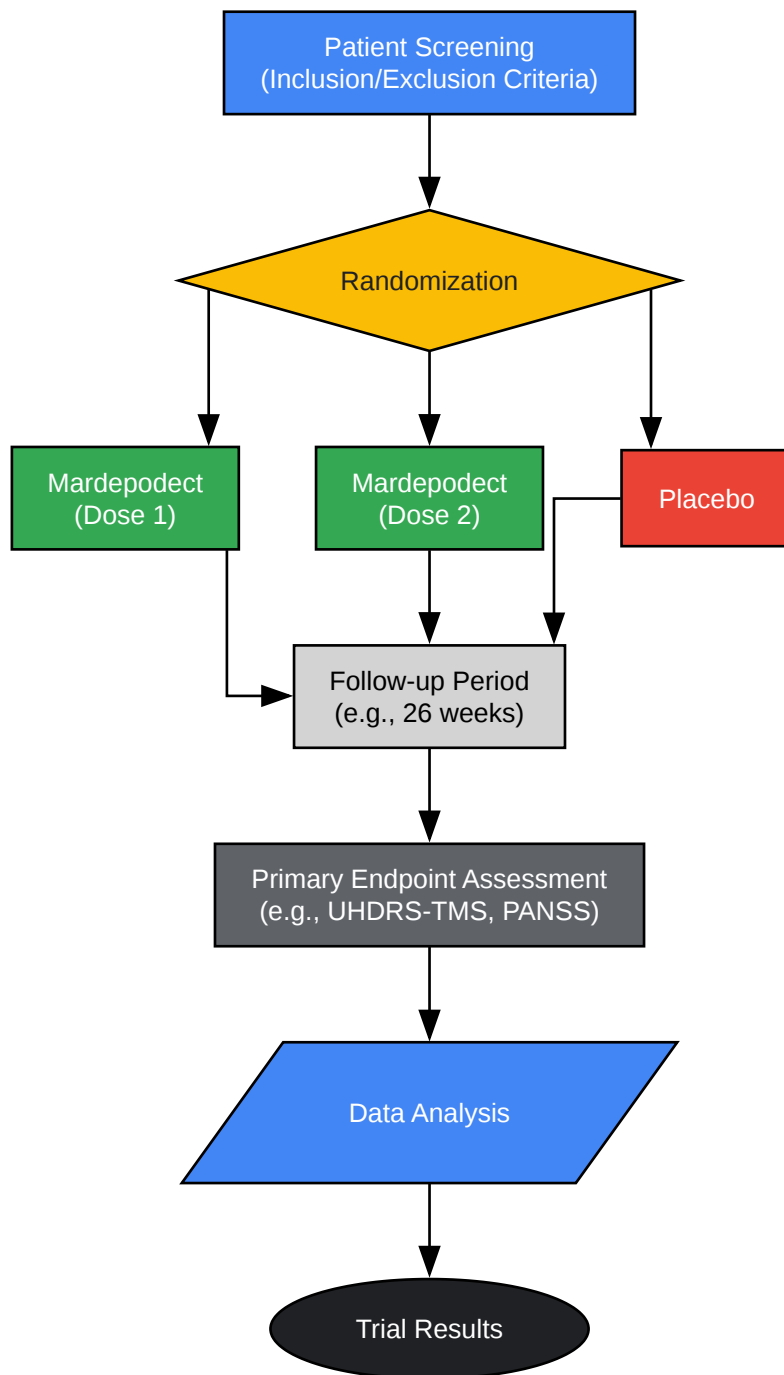 Patient Screening
(Inclusion/Exclusion Criteria)
Randomization
Mardepodect
(Dose 1)
Mardepodect
(Dose 2)
Placebo
Follow-up Period
(e.g., 26 weeks)
Primary Endpoint Assessment
(e.g., UHDRS-TMS, PANSS)
Data Analysis
Trial Results